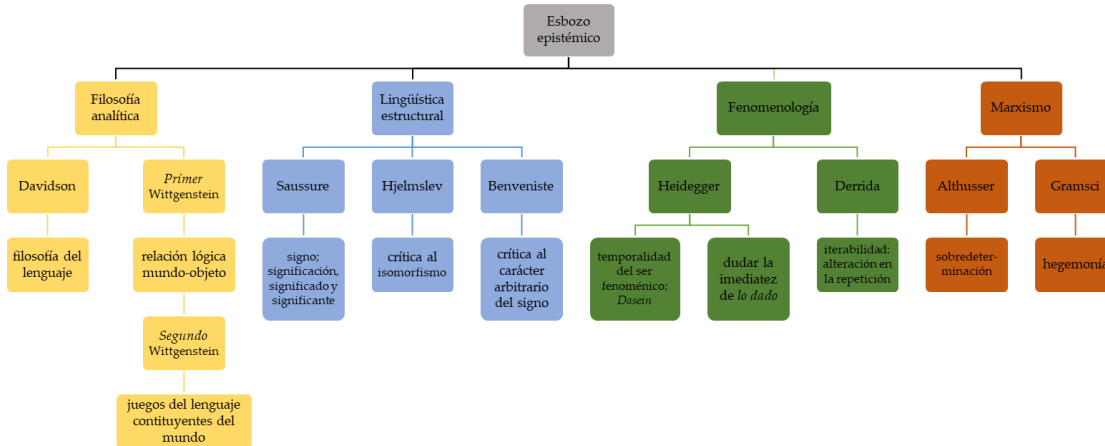 Esbozo
epistémico
Filosofía
analítica
Lingüística
estructural
Fenomenología
Marxismo
Davidson
Primer
Wittgenstein
Saussure
Hjelmslev
Benveniste
Heidegger
Derrida
Althusser
Gramsci
filosofía del
lenguaje
relación lógica
mundo-objeto
signo;
significación,
significado y
significante
crítica al
isomorfismo
crítica al
carácter
arbitrario
del signo
temporalidad
del ser
fenoménico;
Dasein
dudar la
imediatez
de lo dado
iterabilidad:
alteración en
la repetición
sobredeter-
minación
hegemonía
Segundo
Wittgenstein
juegos del lenguaje
contituyentes del
mundo